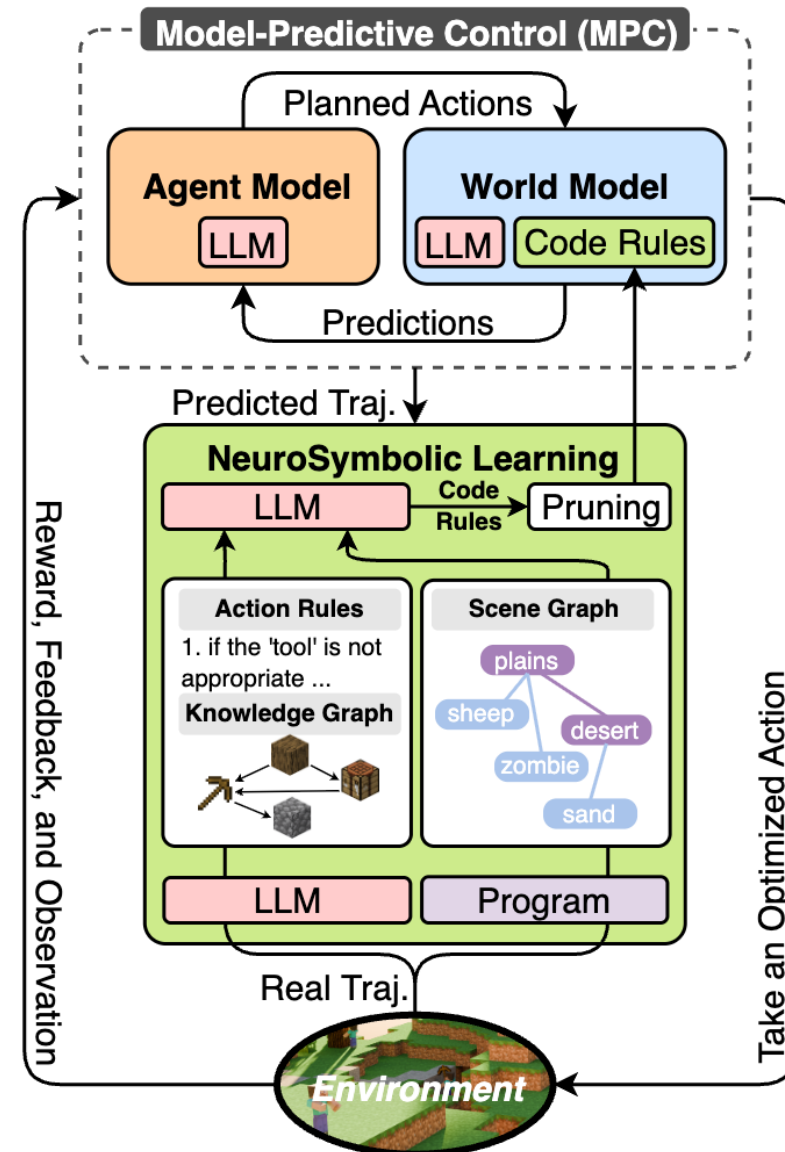 Model-Predictive Control (MPC)
Planned Actions
Agent Model
LLM
World Model
LLM
Code Rules
Predictions
Predicted Traj.
NeuroSymbolic Learning
LLM
Code
Rules
Pruning
Action Rules
1. if the 'tool' is not
appropriate ...
Knowledge Graph
Scene Graph
plains
sheep
desert
zombie
sand
LLM
Program
Real Traj.
Environment
Reward, Feedback, and Observation
Take an Optimized Action